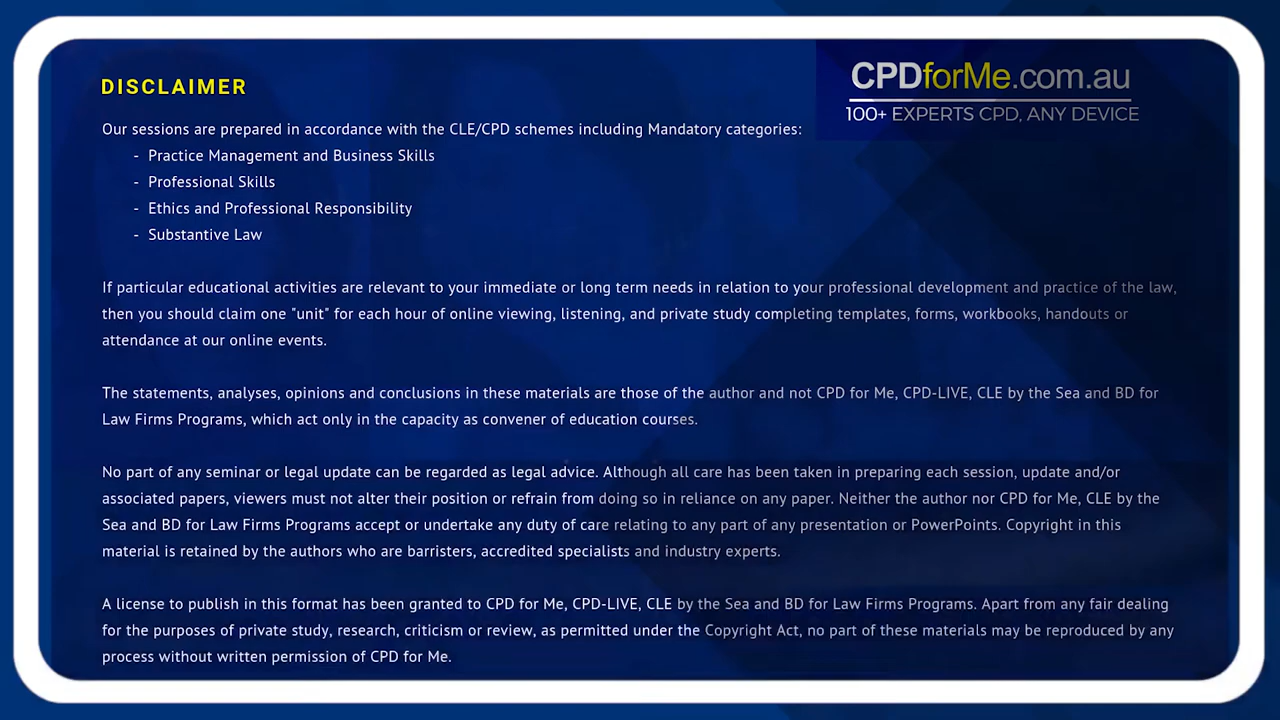 DISCLAIMER
CPDforMe.com.au
100+ EXPERTS CPD, ANY DEVICE
Our sessions are prepared in accordance with the CLE/CPD schemes including Mandatory categories:
- Practice Management and Business Skills
- Professional Skills
- Ethics and Professional Responsibility
- Substantive Law
If particular educational activities are relevant to your immediate or long term needs in relation to your professional development and practice of the law,
then you should claim one "unit" for each hour of online viewing, listening, and private study completing templates, forms, workbooks, handouts or
attendance at our online events.
The statements, analyses, opinions and conclusions in these materials are those of the author and not CPD for Me, CPD-LIVE, CLE by the Sea and BD for
Law Firms Programs, which act only in the capacity as convener of education courses.
No part of any seminar or legal update can be regarded as legal advice. Although all care has been taken in preparing each session, update and/or
associated papers, viewers must not alter their position or refrain from doing so in reliance on any paper. Neither the author nor CPD for Me, CLE by the
Sea and BD for Law Firms Programs accept or undertake any duty of care relating to any part of any presentation or PowerPoints. Copyright in this
material is retained by the authors who are barristers, accredited specialists and industry experts.
A license to publish in this format has been granted to CPD for Me, CPD-LIVE, CLE by the Sea and BD for Law Firms Programs. Apart from any fair dealing
for the purposes of private study, research, criticism or review, as permitted under the Copyright Act, no part of these materials may be reproduced by any
process without written permission of CPD for Me.